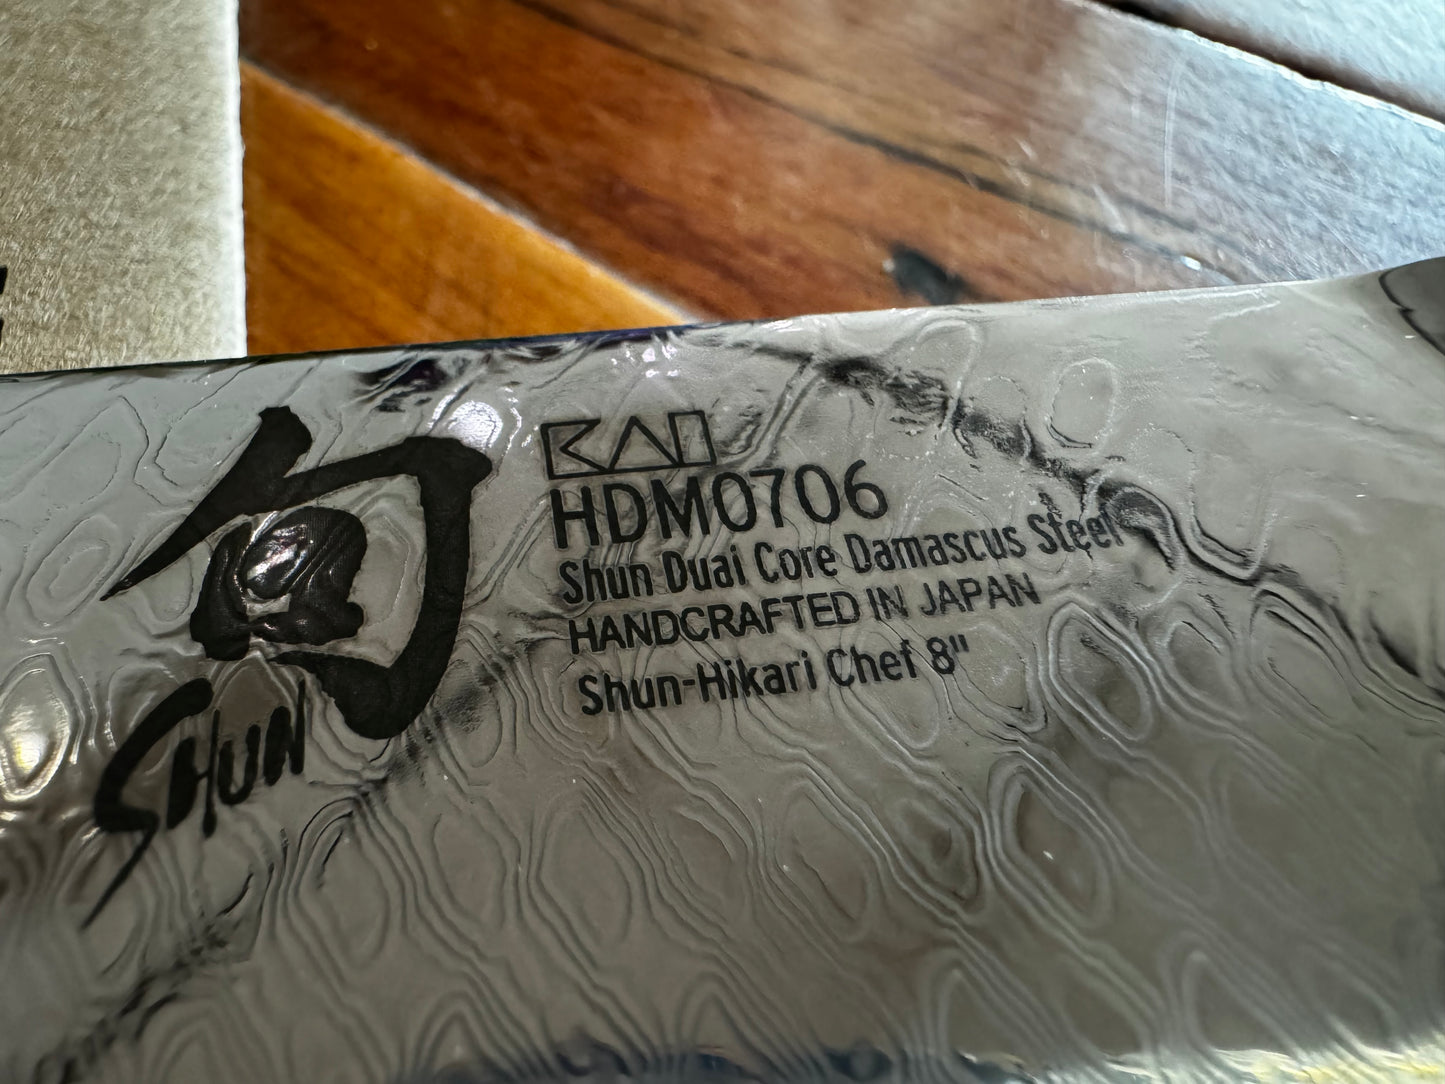 旬
SHUN
KAI
HDM0706
Shun Duai Core Damascus Steel
HANDCRAFTED IN JAPAN
Shun-Hikari Chef 8"